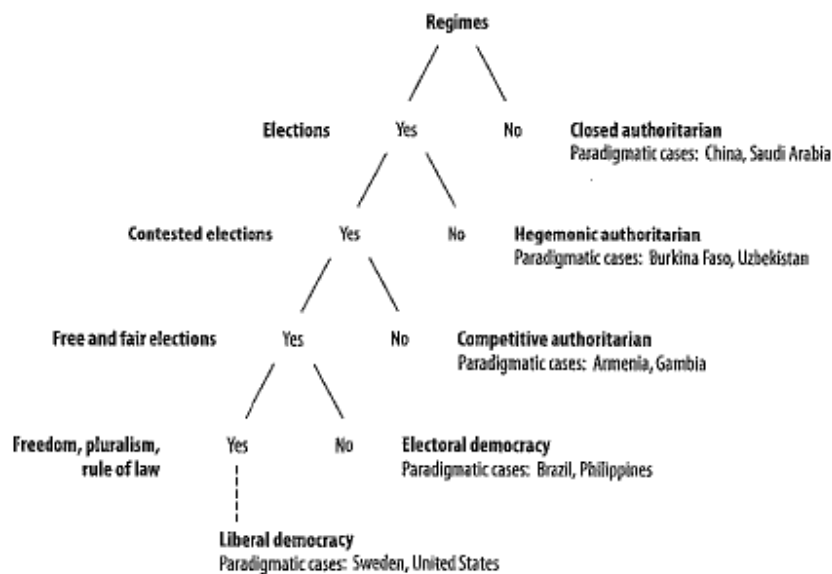 Regimes
Elections Yes No Closed authoritarian
Paradigmatic cases: China, Saudi Arabia
Contested elections Yes No Hegemonic authoritarian
Paradigmatic cases: Burkina Faso, Uzbekistan
Free and fair elections Yes No Competitive authoritarian
Paradigmatic cases: Armenia, Gambia
Freedom, pluralism, Yes No Electoral democracy
rule of law Paradigmatic cases: Brazil, Philippines
Liberal democracy
Paradigmatic cases: Sweden, United States